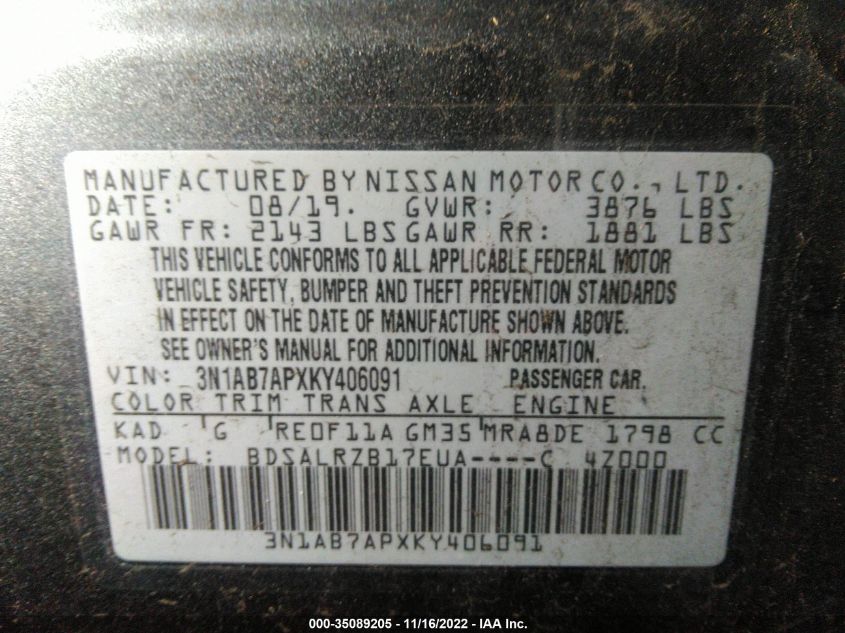 MANUFACTURED BY NISSAN MOTOR CO., LTD.
DATE: 08/19. GVWR: 3876 LBS
GAWR FR: 2143 LBS GAWR RR: 1881 LBS
THIS VEHICLE CONFORMS TO ALL APPLICABLE FEDERAL MOTOR
VEHICLE SAFETY, BUMPER AND THEFT PREVENTION STANDARDS
IN EFFECT ON THE DATE OF MANUFACTURE SHOWN ABOVE.
SEE OWNER'S MANUAL FOR ADDITIONAL INFORMATION.
VIN: 3N1AB7APXKY406091 PASSENGER CAR.
COLOR TRIM TRANS AXLE ENGINE
KAD G RE0F11A GM35 MRA8DE 1798 CC
MODEL: BDSALRZB17EUA----C 4Z000
3N1AB7APXKY406091
000-35089205 - 11/16/2022 - IAA Inc.